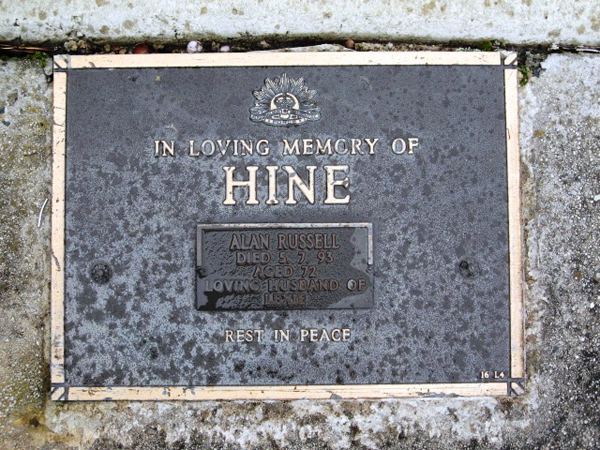 IN LOVING MEMORY OF
HINE
ALAN RUSSELL
DIED 5. 7. 93
AGED 72
LOVING HUSBAND OF
REST IN PEACE
16 L4